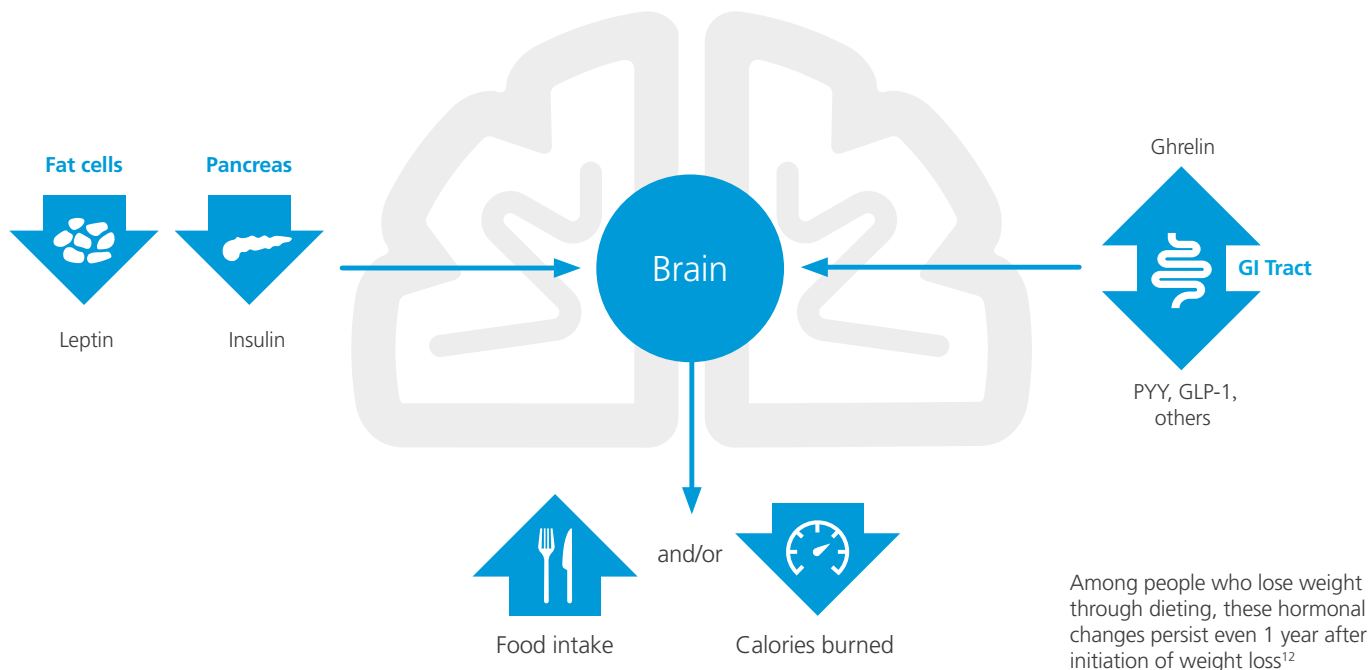 Fat cells
Pancreas
Leptin
Insulin
Brain
Ghrelin
GI Tract
PYY, GLP-1,
others
Food intake
and/or
Calories burned
Among people who lose weight
through dieting, these hormonal
changes persist even 1 year after
initiation of weight loss¹²